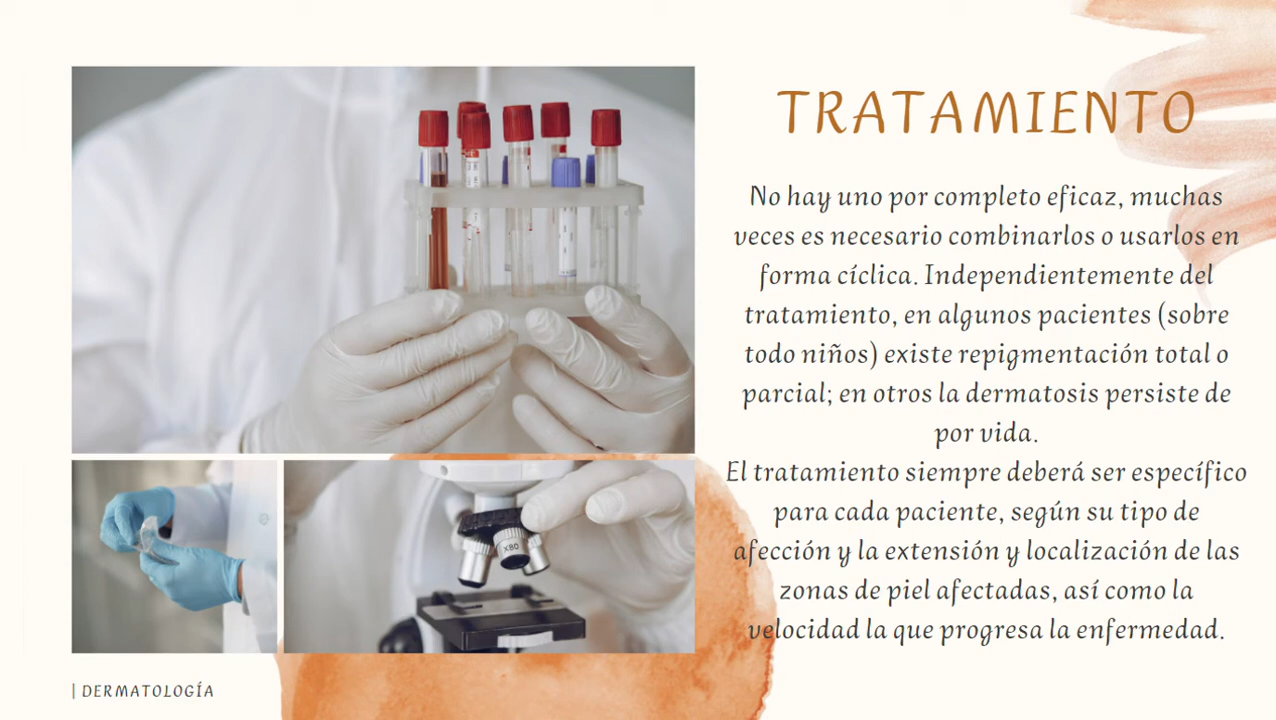 TRATAMIENTO
No hay uno por completo eficaz, muchas
veces es necesario combinarlos o usarlos en
forma cíclica. Independientemente del
tratamiento, en algunos pacientes (sobre
todo niños) existe repigmentación total o
parcial; en otros la dermatosis persiste de
por vida.
El tratamiento siempre deberá ser específico
para cada paciente, según su tipo de
afección y la extensión y localización de las
zonas de piel afectadas, así como la
velocidad la que progresa la enfermedad.
X80
| DERMATOLOGÍA